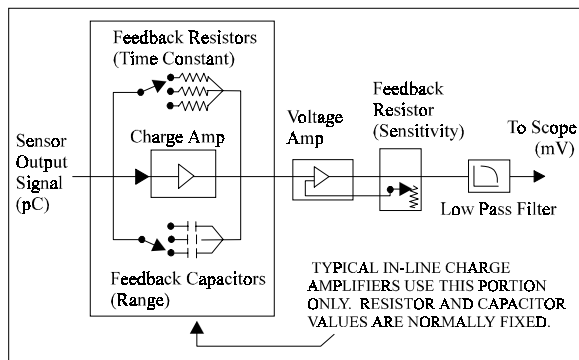 Feedback Resistors
(Time Constant)
Charge Amp
Sensor
Output
Signal
(pC)
Feedback Capacitors
(Range)
Voltage
Amp
Feedback
Resistor
(Sensitivity)
To Scope
(mV)
Low Pass Filter
TYPICAL IN-LINE CHARGE
AMPLIFIERS USE THIS PORTION
ONLY. RESISTOR AND CAPACITOR
VALUES ARE NORMALLY FIXED.